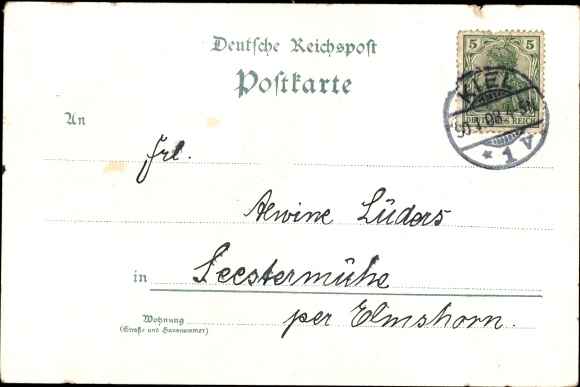 Deutsche Reichspost
Postkarte
5 5
DEUTSCHES REICH
KIEL
* 1 V
An
Frl.
Alwine Lüders
in Seestermühe
Wohnung
(Straße und Hausnummer)
per Elmshorn.